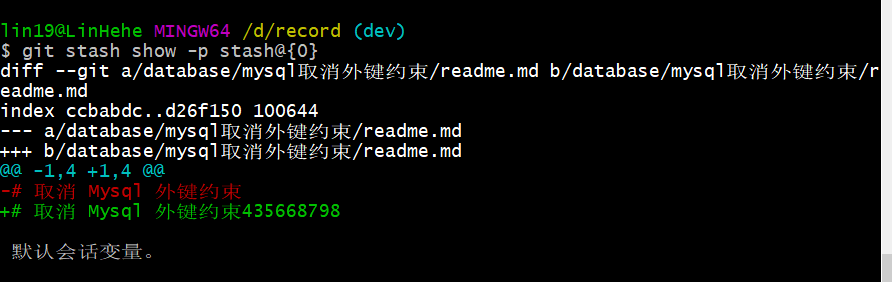 lin19@LinHehe MINGW64 /d/record (dev)
$ git stash show -p stash@{0}
diff --git a/database/mysql取消外键约束/readme.md b/database/mysql取消外键约束/r
eadme.md
index ccbabdc..d26f150 100644
--- a/database/mysql取消外键约束/readme.md
+++ b/database/mysql取消外键约束/readme.md
@@ -1,4 +1,4 @@
-# 取消 Mysql 外键约束
+# 取消 Mysql 外键约束435668798
默认会话变量。